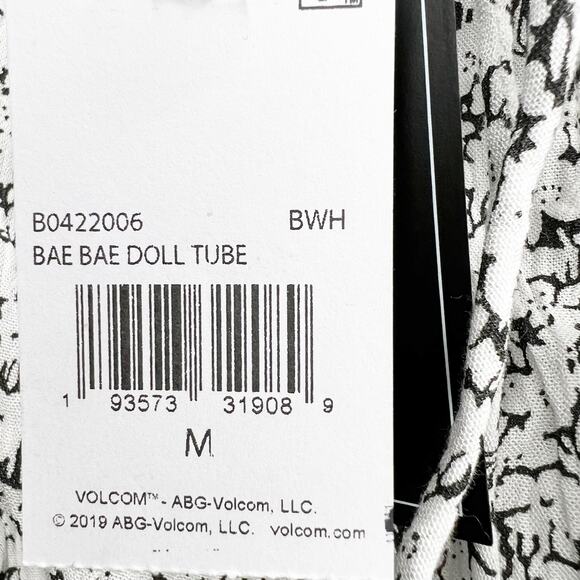 B0422006 BWH
BAE BAE DOLL TUBE
1 93573 31908 9
M
VOLCOM™ - ABG-Volcom, LLC.
© 2019 ABG-Volcom, LLC. volcom.com